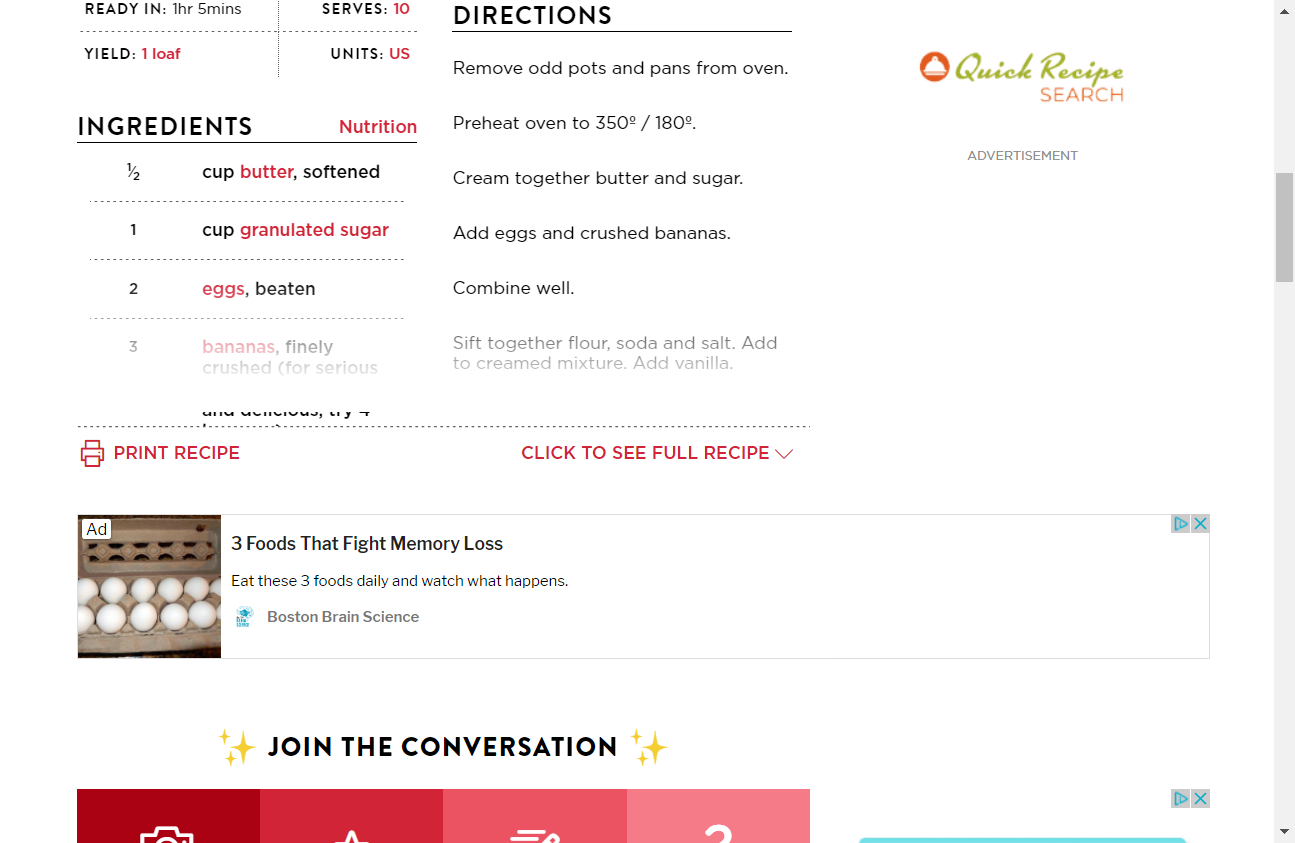 READY IN: 1hr 5mins
SERVES: 10
YIELD: 1 loaf
UNITS: US
INGREDIENTS
Nutrition
½
cup butter, softened
1
cup granulated sugar
2
eggs, beaten
3
bananas, finely
crushed (for serious
and delicious, try 4
DIRECTIONS
Remove odd pots and pans from oven.
Preheat oven to 350º / 180º.
Cream together butter and sugar.
Add eggs and crushed bananas.
Combine well.
Sift together flour, soda and salt. Add
to creamed mixture. Add vanilla.
PRINT RECIPE
CLICK TO SEE FULL RECIPE
Quick Recipe
SEARCH
ADVERTISEMENT
Ad
3 Foods That Fight Memory Loss
Eat these 3 foods daily and watch what happens.
Boston Brain Science
JOIN THE CONVERSATION